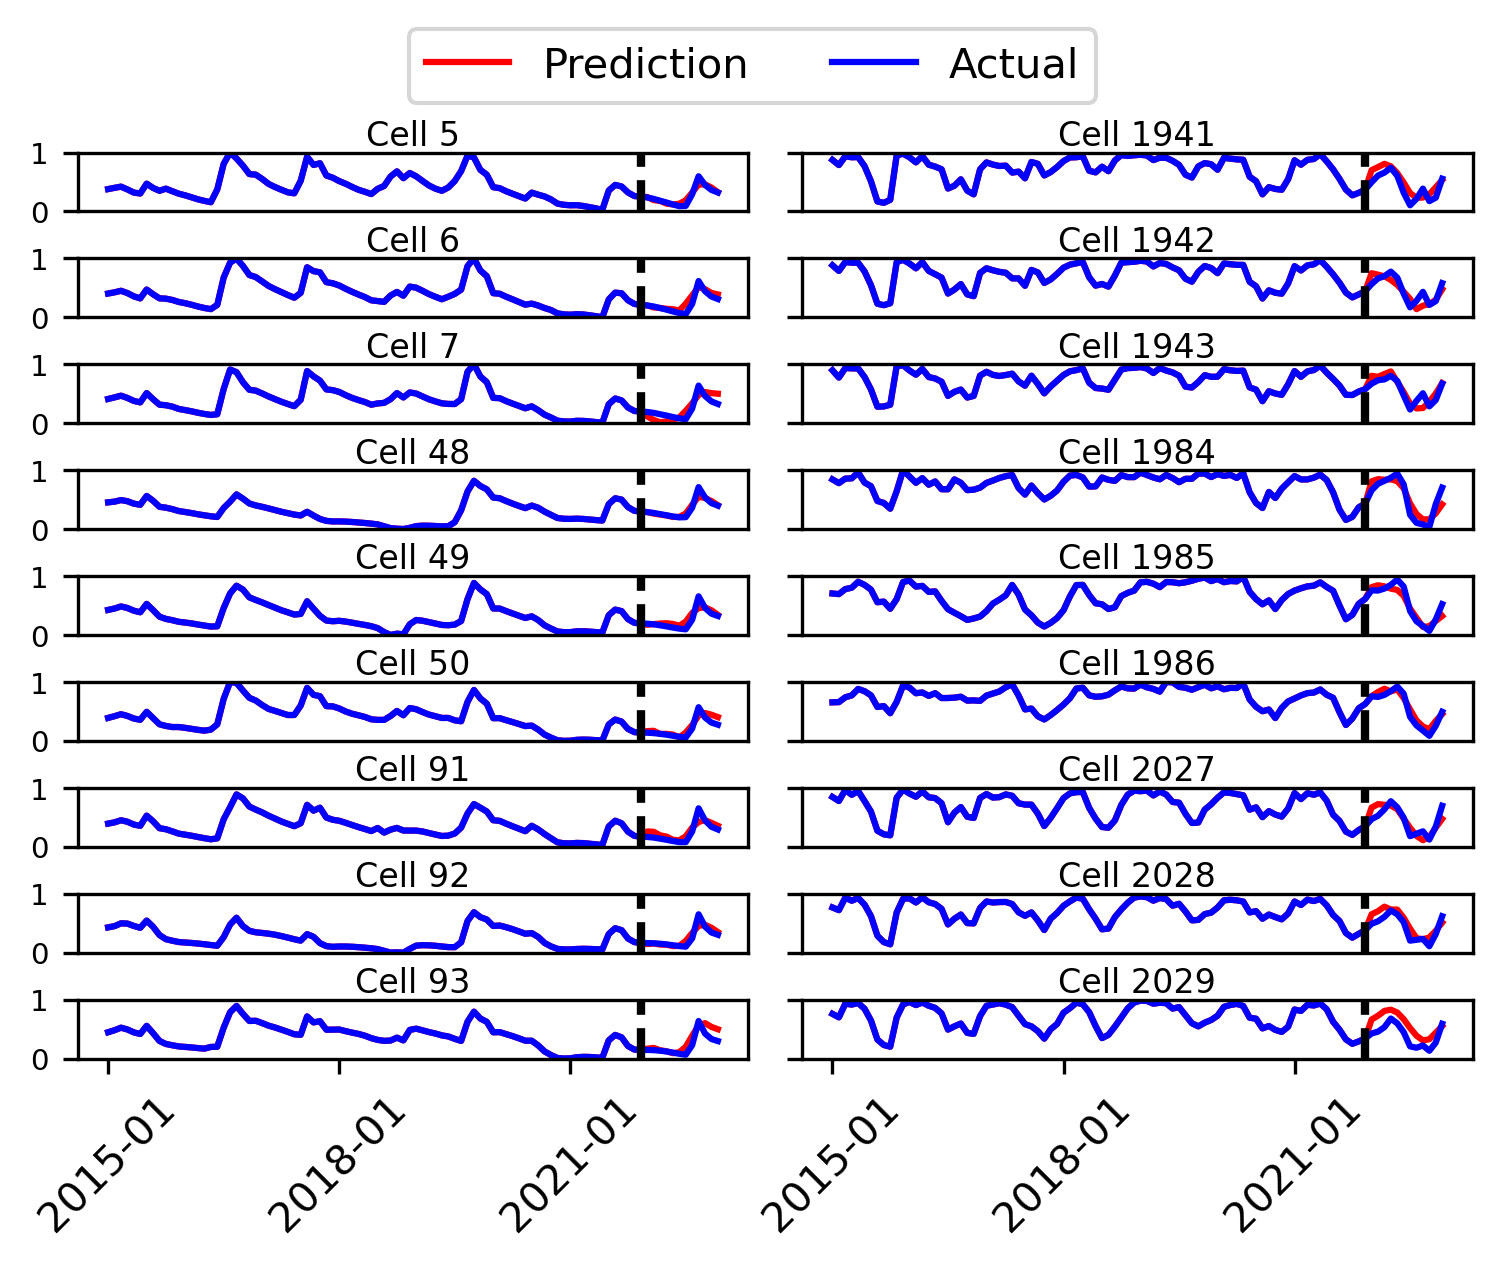 Prediction Actual
Cell 5 Cell 1941
1
0
Cell 6 Cell 1942
1
0
Cell 7 Cell 1943
1
0
Cell 48 Cell 1984
1
0
Cell 49 Cell 1985
1
0
Cell 50 Cell 1986
1
0
Cell 91 Cell 2027
1
0
Cell 92 Cell 2028
1
0
Cell 93 Cell 2029
1
0
2015-01 2018-01 2021-01 2015-01 2018-01 2021-01